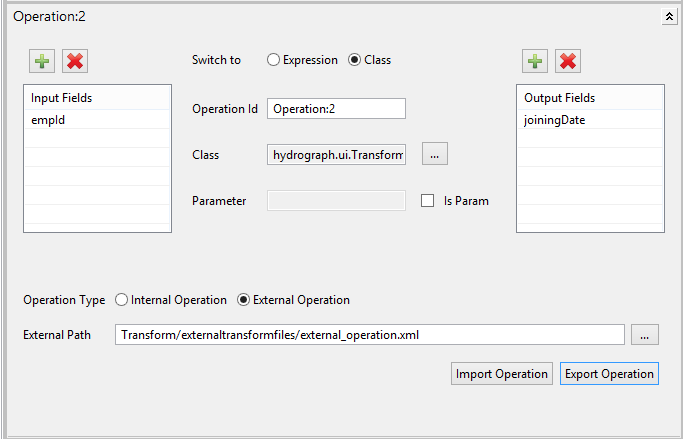 Operation:2
Switch to Expression Class
Input Fields
empId
Operation Id Operation:2
Class hydrograph.ui.Transform ...
Parameter Is Param
Output Fields
joiningDate
Operation Type Internal Operation External Operation
External Path Transform/externaltransformfiles/external_operation.xml ...
Import Operation Export Operation